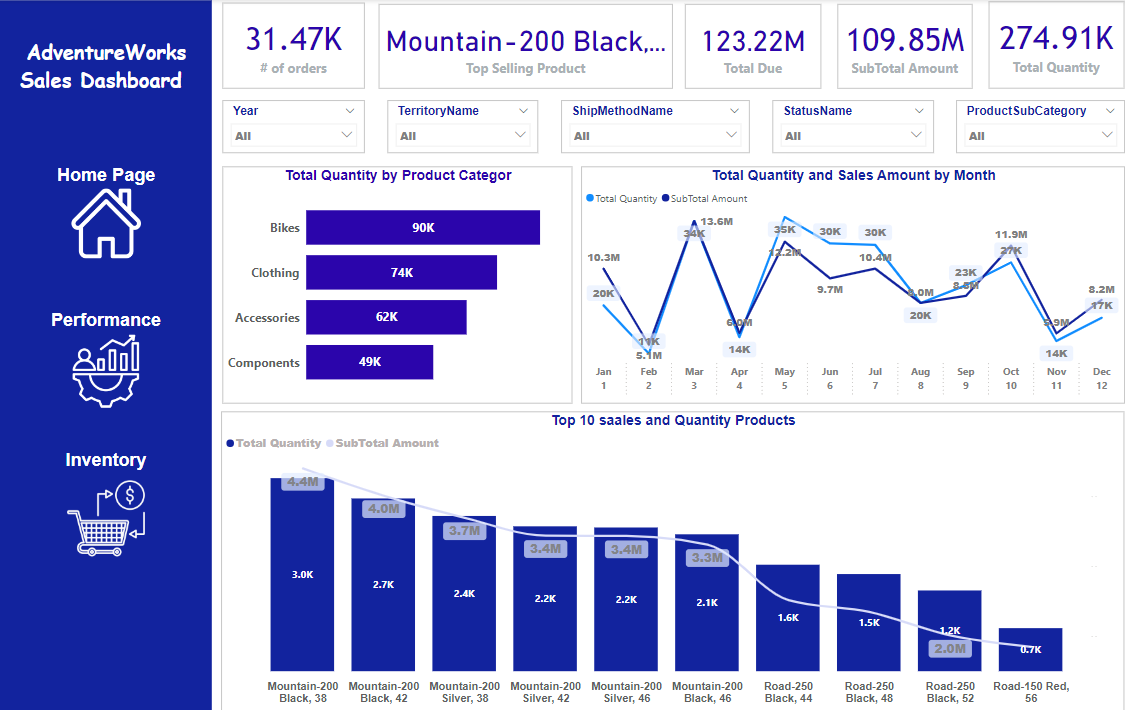 AdventureWorks
Sales Dashboard
Home Page
Performance
Inventory
31.47K
# of orders
Mountain-200 Black,...
Top Selling Product
123.22M
Total Due
109.85M
SubTotal Amount
274.91K
Total Quantity
Year
All
TerritoryName
All
ShipMethodName
All
StatusName
All
ProductSubCategory
All
Total Quantity by Product Categor
Bikes
90K
Clothing
74K
Accessories
62K
Components
49K
Total Quantity and Sales Amount by Month
Total Quantity
SubTotal Amount
10.3M
20K
11K
5.1M
13.6M
34K
6.0M
14K
35K
12.2M
30K
9.7M
30K
10.4M
20K
23K
11.9M
27K
5.9M
14K
8.2M
17K
Jan Feb Mar Apr May Jun Jul Aug Sep Oct Nov Dec
1 2 3 4 5 6 7 8 9 10 11 12
Top 10 saales and Quantity Products
Total Quantity SubTotal Amount
4.4M
4.0M
3.7M
3.4M
3.4M
3.3M
2.0M
3.0K
2.7K
2.4K
2.2K
2.2K
2.1K
1.6K
1.5K
1.2K
0.7K
Mountain-200
Black, 38
Mountain-200
Black, 42
Mountain-200
Silver, 38
Mountain-200
Silver, 42
Mountain-200
Silver, 46
Mountain-200
Black, 46
Road-250
Black, 44
Road-250
Black, 48
Road-250
Black, 52
Road-150 Red,
56